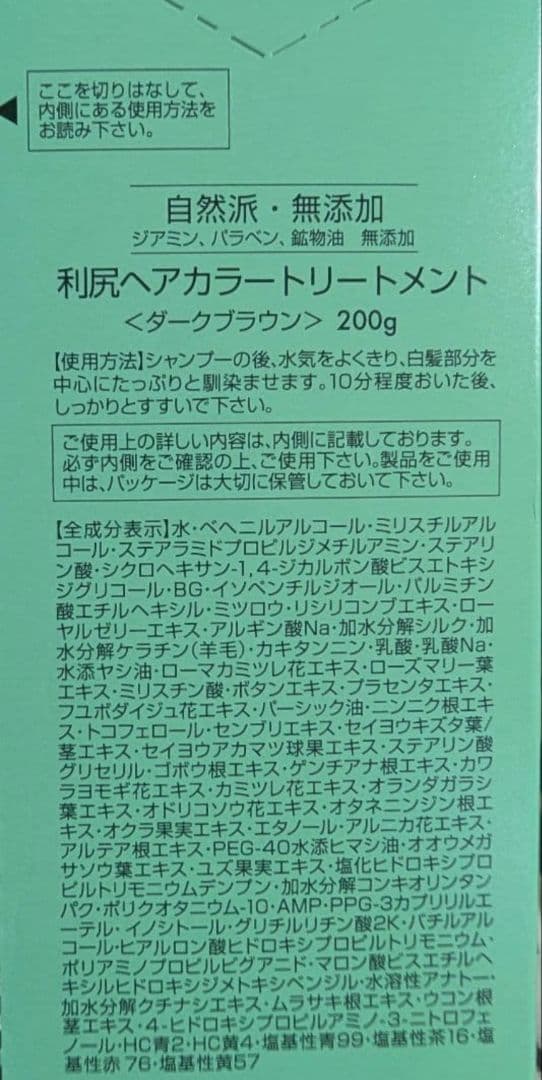 ここを切りはなして、
内側にある使用方法を
お読み下さい。
自然派・無添加
ジアミン、パラベン、鉱物油 無添加
利尻ヘアカラートリートメント
＜ダークブラウン＞ 200g
【使用方法】シャンプーの後、水気をよくきり、白髪部分を
中心にたっぷりと馴染ませます。10分程度おいた後、
しっかりとすすいで下さい。
ご使用上の詳しい内容は、内側に記載しております。
必ず内側をご確認の上、ご使用下さい。製品をご使用
中は、パッケージは大切に保管しておいて下さい。
【全成分表示】水・ベヘニルアルコール・ミリスチルアル
コール・ステアラミドプロピルジメチルアミン・ステアリ
ン酸・シクロヘキサン-1,4-ジカルボン酸ビスエトキシ
ジグリコール・BG・イソペンチルジオール・パルミチン
酸エチルヘキシル・ミツロウ・リシリコンブエキス・ロー
ヤルゼリーエキス・アルギン酸Na・加水分解シルク・加
水分解ケラチン（羊毛）・カキタンニン・乳酸・乳酸Na・
水添ヤシ油・ローマカミツレ花エキス・ローズマリー葉
エキス・ミリスチン酸・ボタンエキス・プラセンタエキス・
フユボダイジュ花エキス・パーシック油・ニンニク根エキ
ス・トコフェロール・センブリエキス・セイヨウキズタ葉/
茎エキス・セイヨウアカマツ球果エキス・ステアリン酸
グリセリル・ゴボウ根エキス・ゲンチアナ根エキス・カワ
ラヨモギ花エキス・カミツレ花エキス・オランダガラシ
葉エキス・オドリコソウ花エキス・オタネニンジン根エ
キス・オクラ果実エキス・エタノール・アルニカ花エキス・
アルテア根エキス・PEG-40水添ヒマシ油・オオウメガ
サソウ葉エキス・ユズ果実エキス・塩化ヒドロキシプロ
ピルトリモニウムデンプン・加水分解コンキオリンタン
パク・ポリクオタニウム-10・AMP・PPG-3カプリリルエ
ーテル・イノシトール・グリチルリチン酸2K・バチルアル
コール・ヒアルロン酸ヒドロキシプロピルトリモニウム・
ポリアミノプロピルビグアニド・マロン酸ビスエチルヘ
キシルヒドロキシジメトキシベンジル・水溶性アナトー・
加水分解クチナシエキス・ムラサキ根エキス・ウコン根
茎エキス・4-ヒドロキシプロピルアミノ-3-ニトロフェ
ノール・HC青2・HC黄4・塩基性青99・塩基性茶16・塩
基性赤76・塩基性黄57